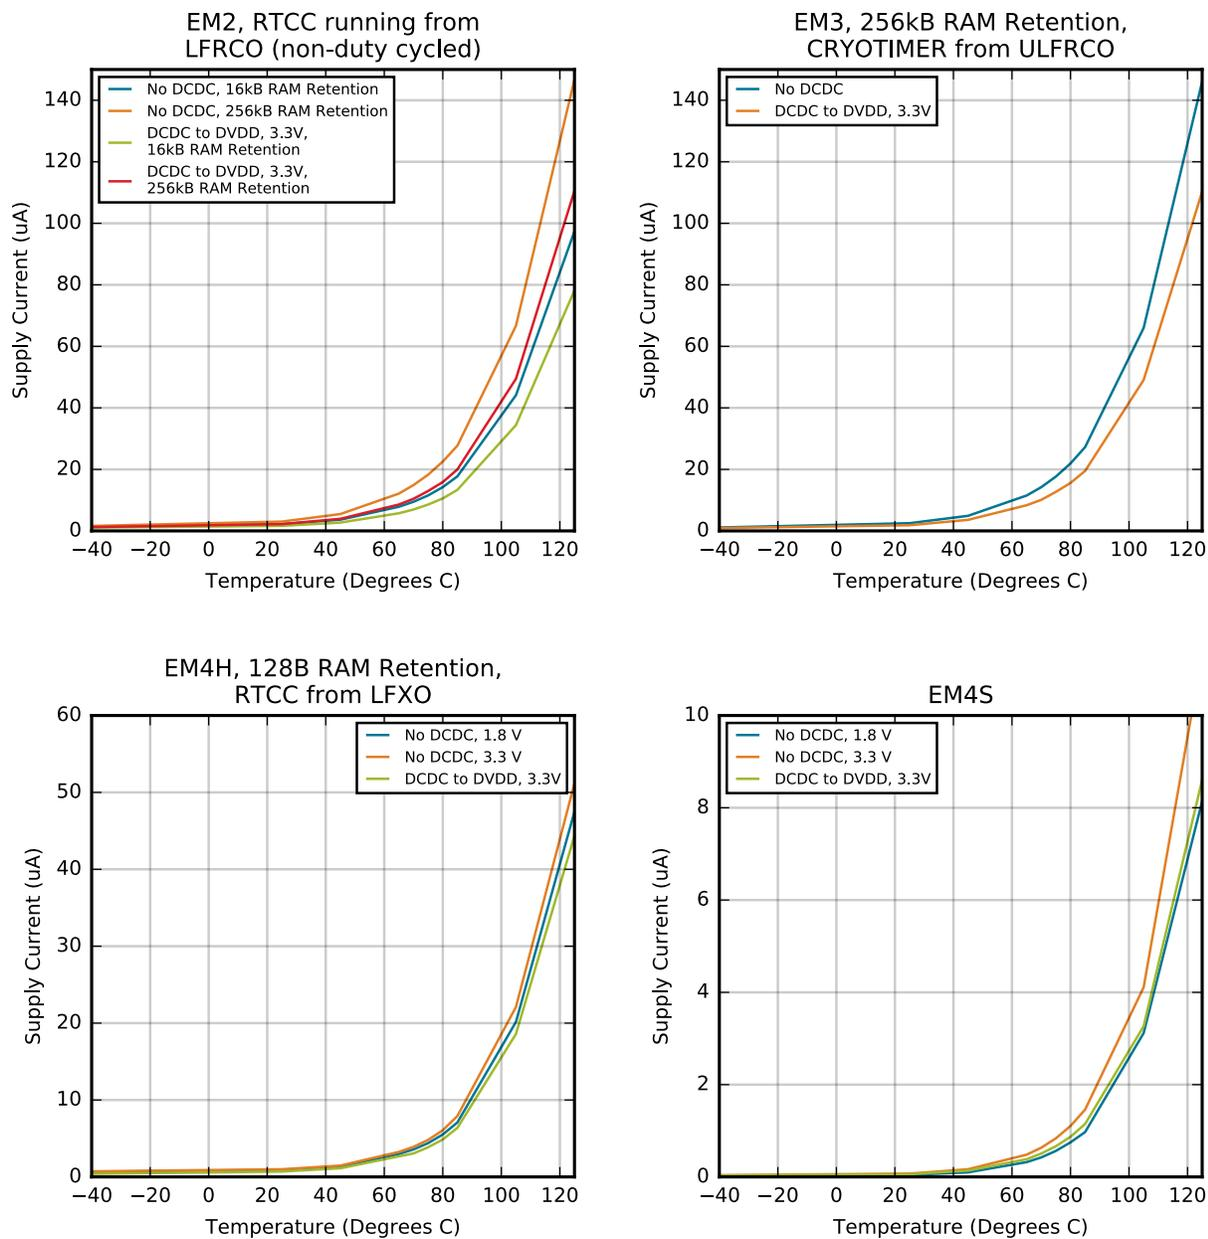 EM2, RTCC running from
LFRCO (non-duty cycled)
No DCDC, 16kB RAM Retention
No DCDC, 256kB RAM Retention
DCDC to DVDD, 3.3V,
16kB RAM Retention
DCDC to DVDD, 3.3V,
256kB RAM Retention
140
120
100
80
60
40
20
0
Supply Current (uA)
−40 −20 0 20 40 60 80 100 120
Temperature (Degrees C)
EM3, 256kB RAM Retention,
CRYOTIMER from ULFRCO
No DCDC
DCDC to DVDD, 3.3V
140
120
100
80
60
40
20
0
Supply Current (uA)
−40 −20 0 20 40 60 80 100 120
Temperature (Degrees C)
EM4H, 128B RAM Retention,
RTCC from LFXO
No DCDC, 1.8 V
No DCDC, 3.3 V
DCDC to DVDD, 3.3V
60
50
40
30
20
10
0
Supply Current (uA)
−40 −20 0 20 40 60 80 100 120
Temperature (Degrees C)
EM4S
No DCDC, 1.8 V
No DCDC, 3.3 V
DCDC to DVDD, 3.3V
10
8
6
4
2
0
Supply Current (uA)
−40 −20 0 20 40 60 80 100 120
Temperature (Degrees C)